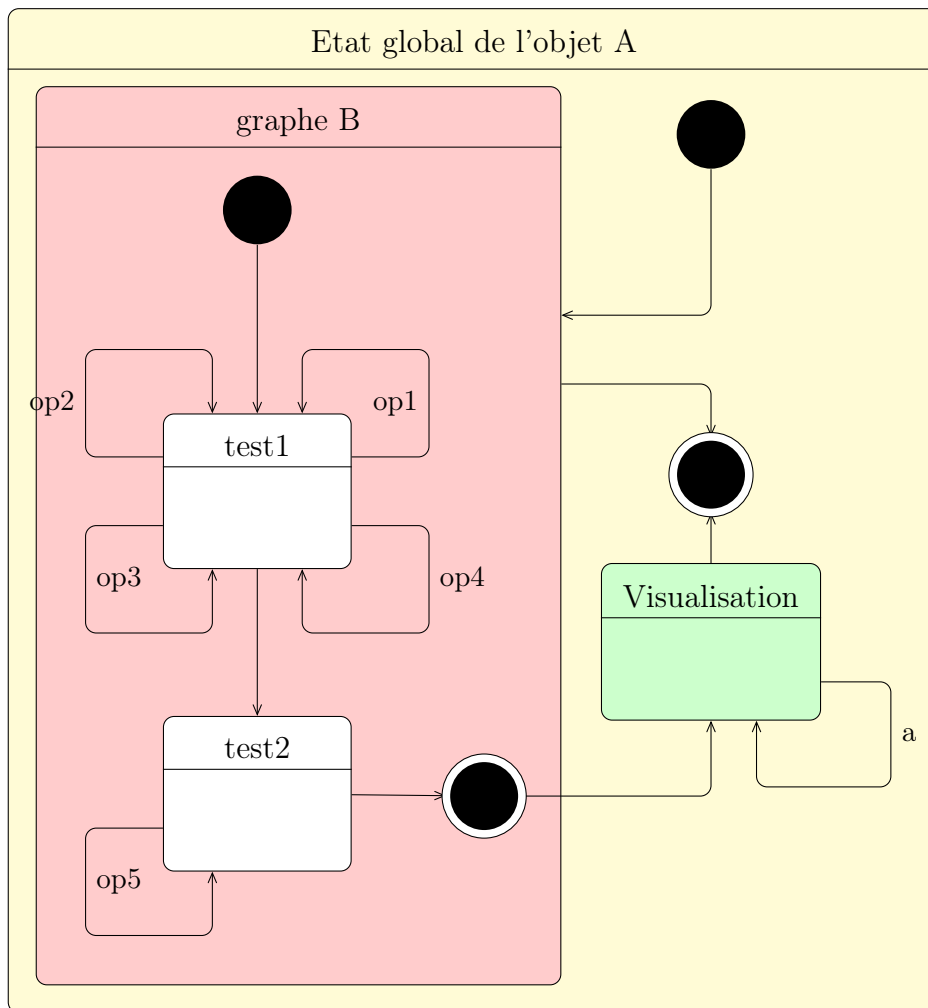 Etat global de l'objet A
graphe B
op2
op1
test1
op3
op4
Visualisation
test2
a
op5